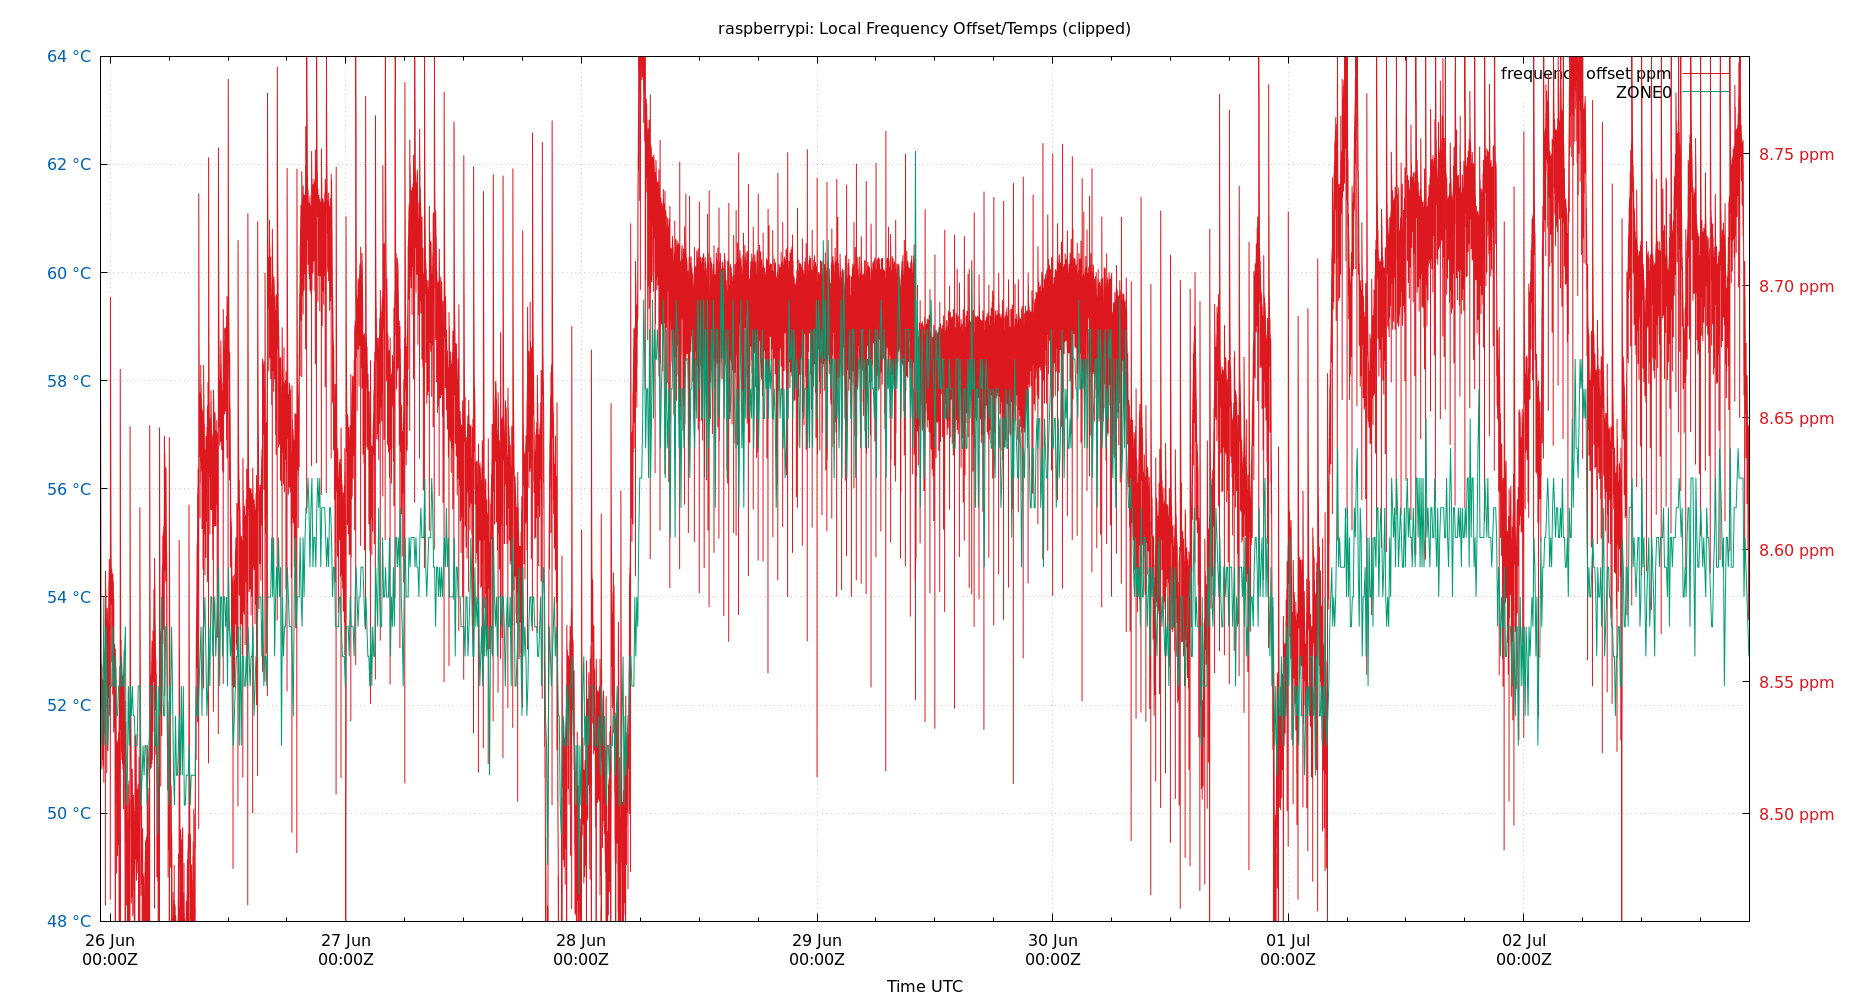 raspberrypi: Local Frequency Offset/Temps (clipped)
64 °C
62 °C
60 °C
58 °C
56 °C
54 °C
52 °C
50 °C
48 °C
frequency offset ppm
ZONE0
8.75 ppm
8.70 ppm
8.65 ppm
8.60 ppm
8.55 ppm
8.50 ppm
26 Jun 27 Jun 28 Jun 29 Jun 30 Jun 01 Jul 02 Jul
00:00Z 00:00Z 00:00Z 00:00Z 00:00Z 00:00Z 00:00Z
Time UTC